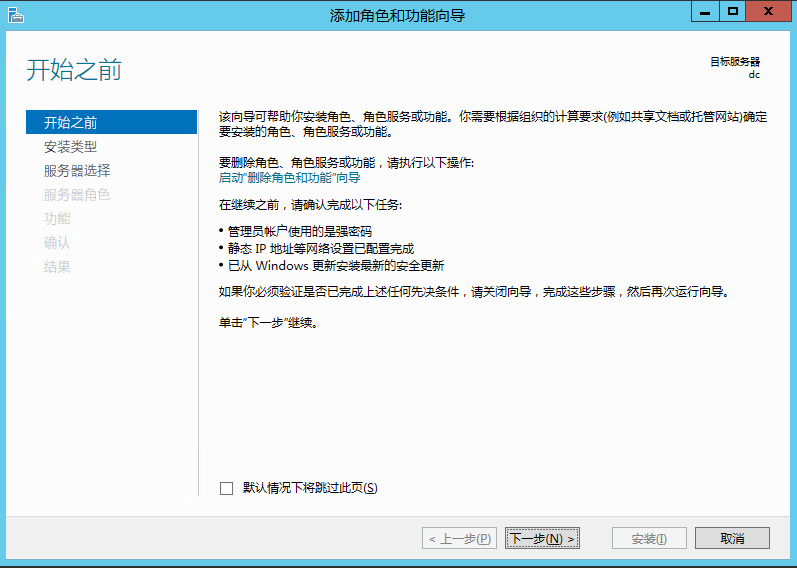 添加角色和功能向导
开始之前
目标服务器
dc
开始之前
安装类型
服务器选择
服务器角色
功能
确认
结果
该向导可帮助你安装角色、角色服务或功能。你需要根据组织的计算要求(例如共享文档或托管网站)确定
要安装的角色、角色服务或功能。
要删除角色、角色服务或功能，请执行以下操作:
启动"删除角色和功能"向导
在继续之前，请确认完成以下任务:
• 管理员帐户使用的是强密码
• 静态 IP 地址等网络设置已配置完成
• 已从 Windows 更新安装最新的安全更新
如果你必须验证是否已完成上述任何先决条件，请关闭向导，完成这些步骤，然后再次运行向导。
单击"下一步"继续。
默认情况下将跳过此页(S)
< 上一步(P)
下一步(N) >
安装(I)
取消